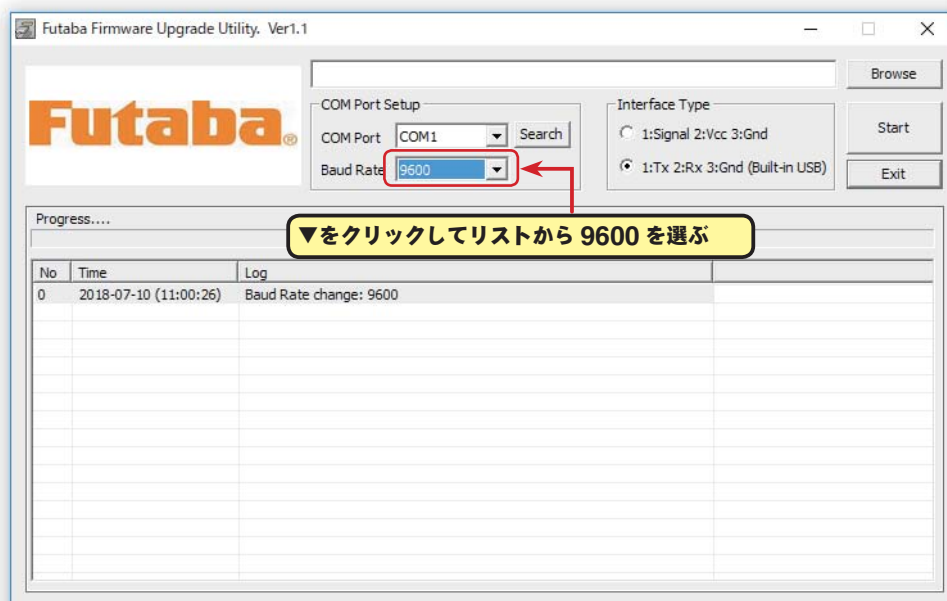 Futaba Firmware Upgrade Utility. Ver1.1
Browse
Futaba®
COM Port Setup
COM Port COM1 Search
Baud Rate 9600
Interface Type
1:Signal 2:Vcc 3:Gnd
1:Tx 2:Rx 3:Gnd (Built-in USB)
Start
Exit
Progress....
▼をクリックしてリストから 9600 を選ぶ
No Time Log
0 2018-07-10 (11:00:26) Baud Rate change: 9600